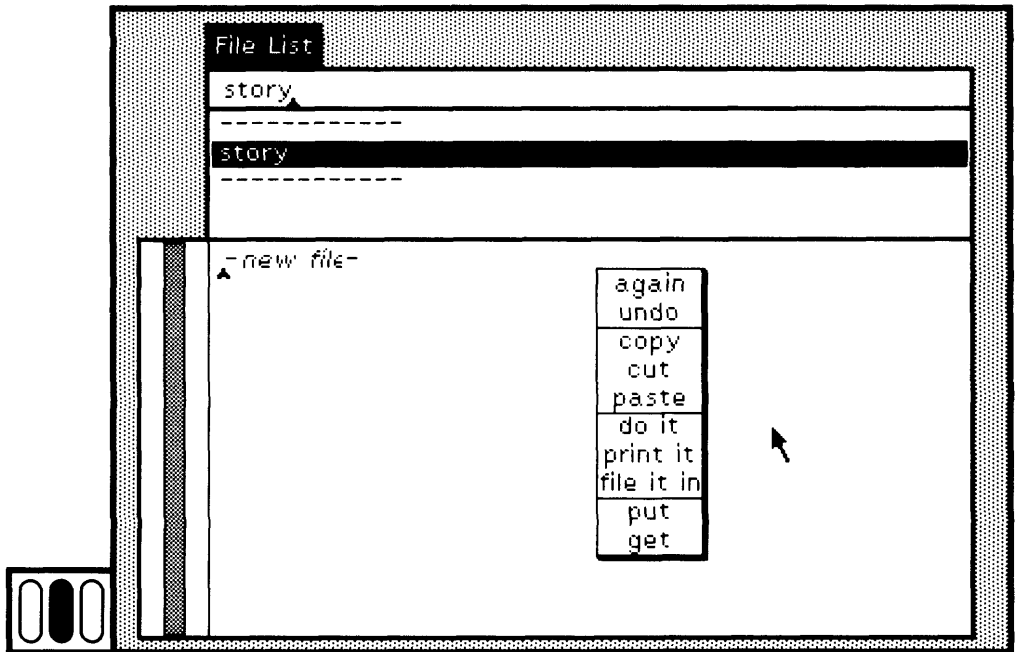 File List
story
------------
story
------------
-new file-
again
undo
copy
cut
paste
do it
print it
file it in
put
get